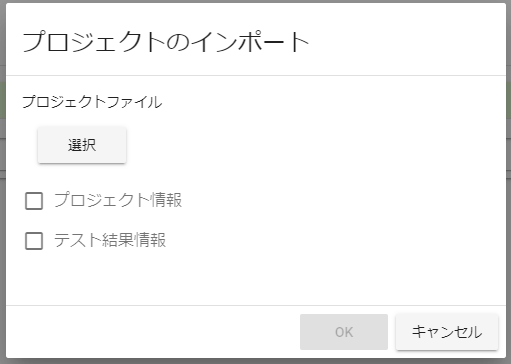 プロジェクトのインポート
プロジェクトファイル
選択
プロジェクト情報
テスト結果情報
OK キャンセル